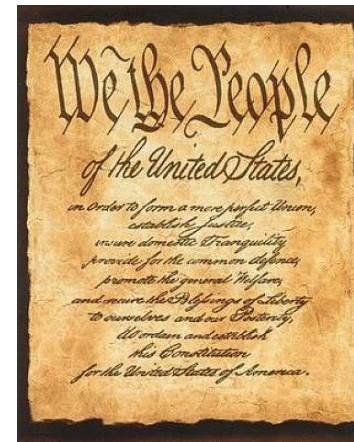 We the People
of the United States,
in Order to form a more perfect Union,
establish Justice,
insure domestic Tranquility
provide for the common defence,
promote the general Welfare,
and secure the Blessings of Liberty
to ourselves and our Posterity,
do ordain and establish
this Constitution
for the United States of America.